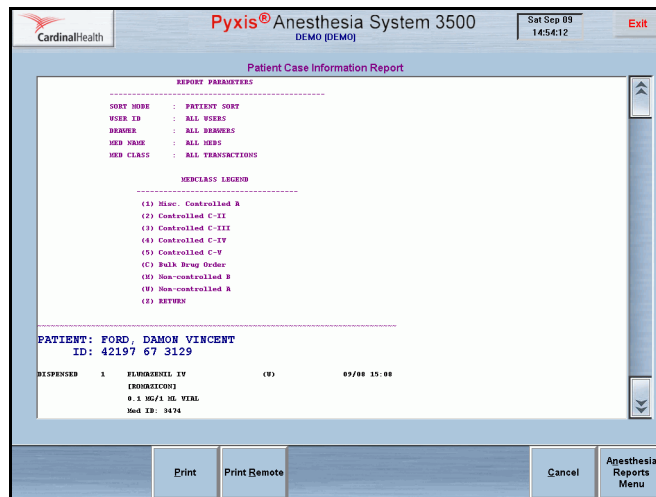 CardinalHealth
Pyxis® Anesthesia System 3500
DEMO [DEMO]
Sat Sep 09
14:54:12
Exit
Patient Case Information Report
REPORT PARAMETERS
SORT MODE : PATIENT SORT
USER ID : ALL USERS
DRAWER : ALL DRAWERS
MED NAME : ALL MEDS
MED CLASS : ALL TRANSACTIONS
MEDCLASS LEGEND
(1) Misc. Controlled A
(2) Controlled C-II
(3) Controlled C-III
(4) Controlled C-IV
(5) Controlled C-V
(C) Bulk Drug Order
(N) Non-controlled B
(U) Non-controlled A
(Z) RETURN
PATIENT: FORD, DAMON VINCENT
ID: 42197 67 3129
DISPENSED 1 FLUMAZENIL IV (U) 09/08 15:08
[ROMAZICON]
0.1 MG/1 ML VIAL
Med ID: 3474
Print
Print Remote
Cancel
Anesthesia
Reports
Menu